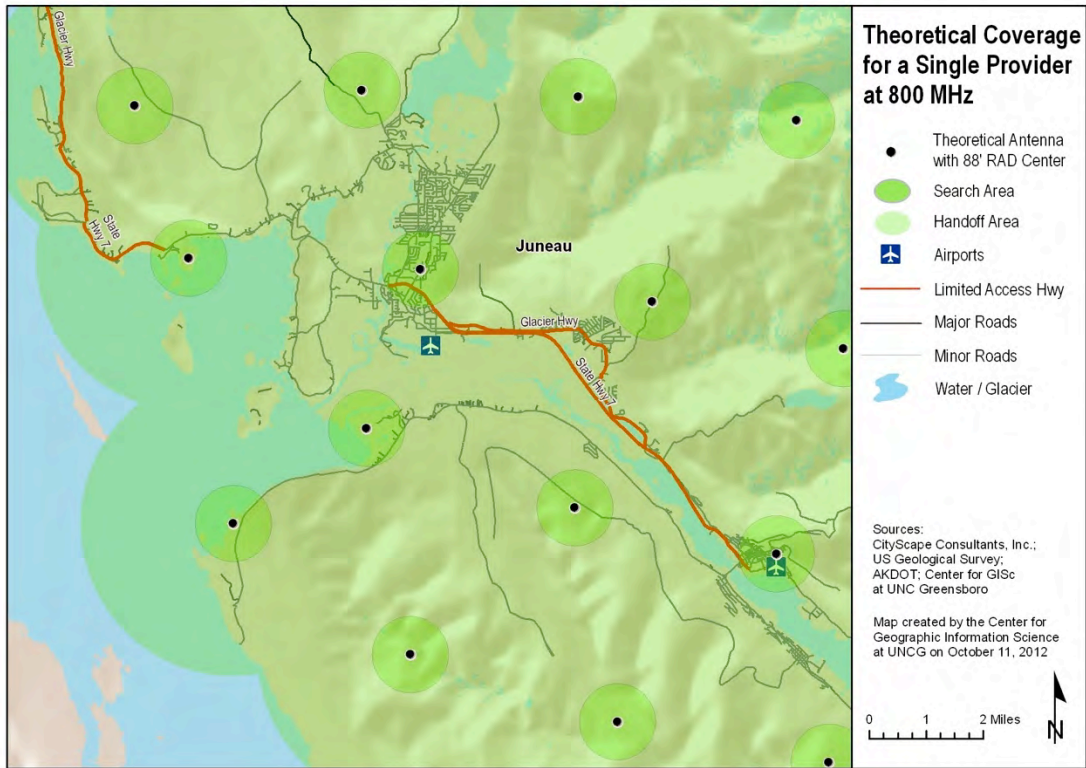 Theoretical Coverage
for a Single Provider
at 800 MHz
Theoretical Antenna
with 88' RAD Center
Search Area
Handoff Area
Airports
Limited Access Hwy
Major Roads
Minor Roads
Water / Glacier
Sources:
CityScape Consultants, Inc.;
US Geological Survey;
AKDOT; Center for GISc
at UNC Greensboro
Map created by the Center for
Geographic Information Science
at UNCG on October 11, 2012
0 1 2 Miles
N
Glacier Hwy
State
Hwy 7
Juneau
Glacier Hwy
State Hwy 7